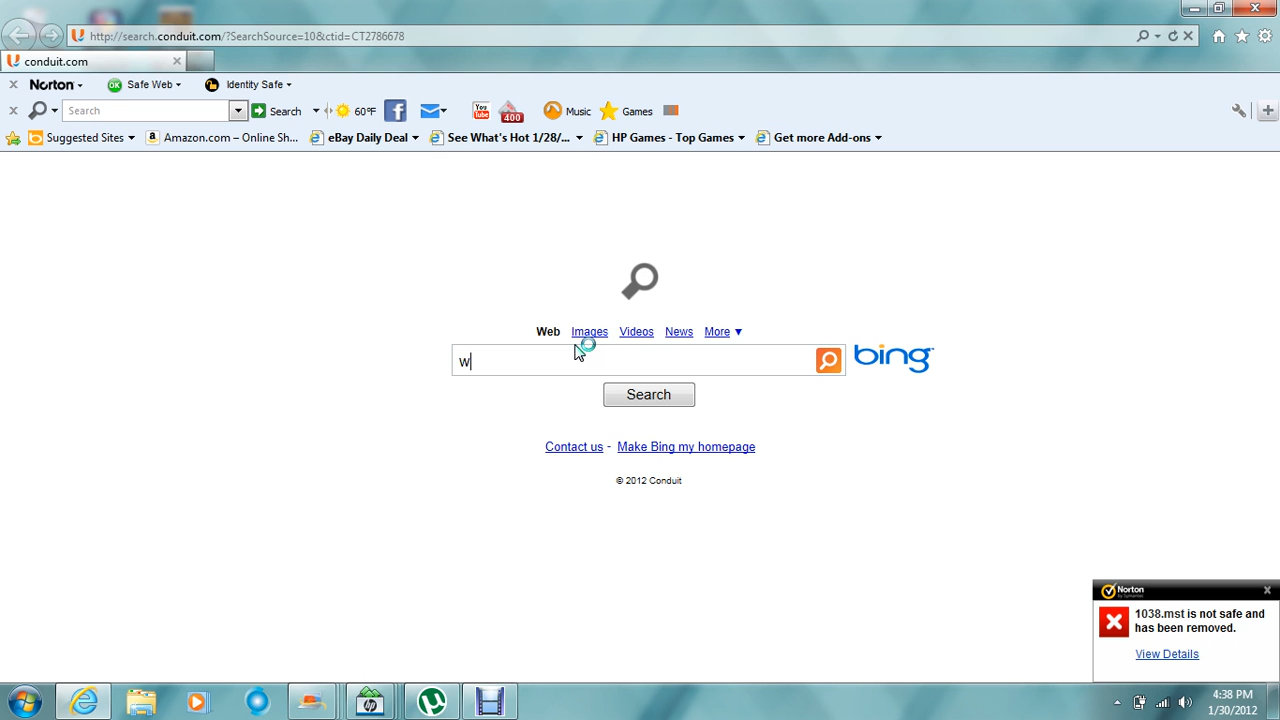 http://search.conduit.com/?SearchSource=10&ctid=CT2786678
conduit.com
Norton Safe Web Identity Safe
Search Search 60°F You Tube 400 Music Games
Suggested Sites Amazon.com – Online Sh... eBay Daily Deal See What's Hot 1/28/... HP Games - Top Games Get more Add-ons
Web Images Videos News More ▼
w
bing
Search
Contact us - Make Bing my homepage
© 2012 Conduit
Norton
by Symantec
1038.mst is not safe and
has been removed.
View Details
4:38 PM
1/30/2012